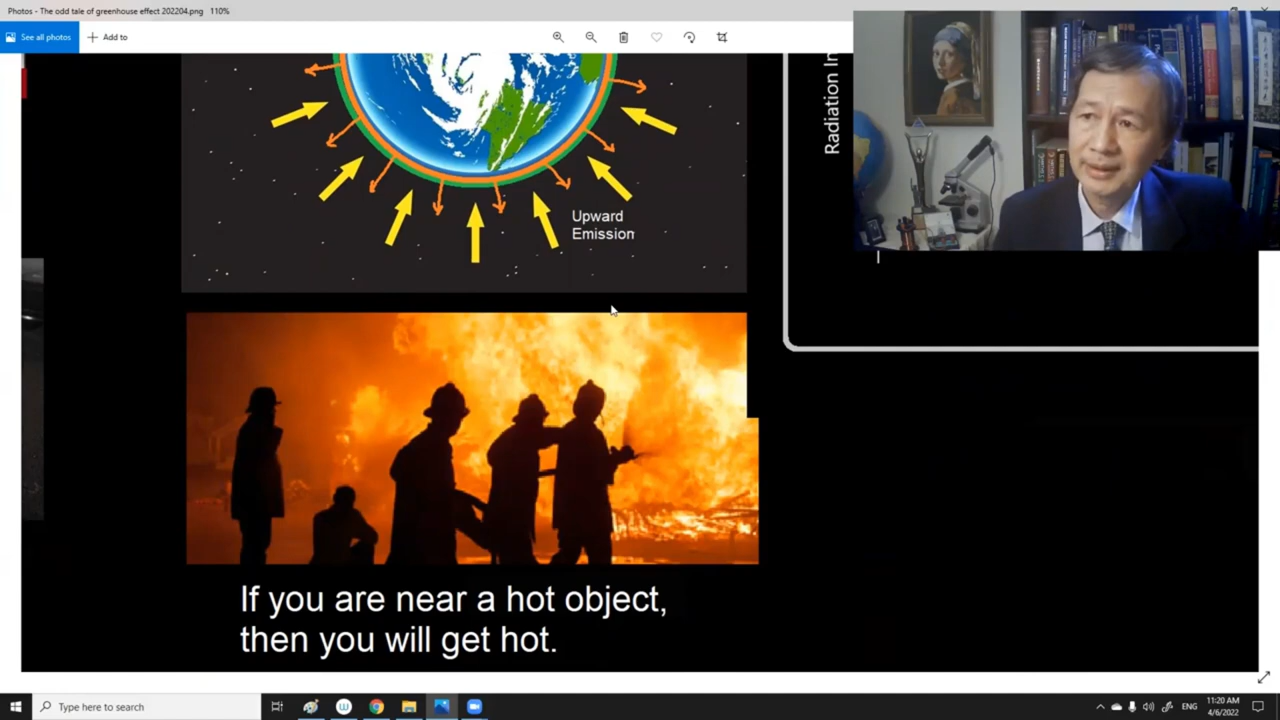 Photos - The odd tale of greenhouse effect 202204.png 110%
See all photos
Add to
Radiation In
Upward
Emission
If you are near a hot object,
then you will get hot.
Type here to search
ENG
11:20 AM
4/6/2022